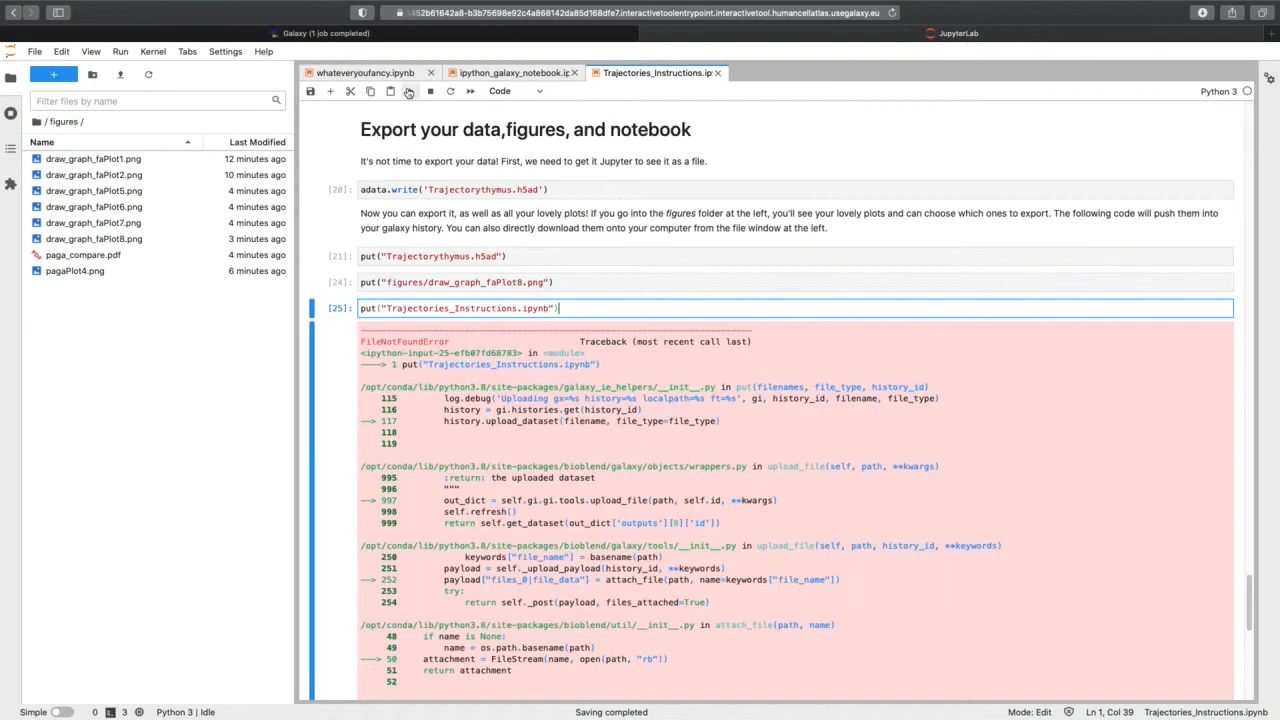 1452b61642a8-b3b75698e92c4a868142da85d168dfe7.interactivetoolentrypoint.interactivetool.humancellatlas.usegalaxy.eu
Galaxy (1 job completed)
JupyterLab
File Edit View Run Kernel Tabs Settings Help
whateveryoufancy.ipynb
ipython_galaxy_notebook.ip
Trajectories_Instructions.ip
Code
Python 3
Filter files by name
/ figures /
Name Last Modified
draw_graph_faPlot1.png 12 minutes ago
draw_graph_faPlot2.png 10 minutes ago
draw_graph_faPlot5.png 4 minutes ago
draw_graph_faPlot6.png 4 minutes ago
draw_graph_faPlot7.png 4 minutes ago
draw_graph_faPlot8.png 3 minutes ago
paga_compare.pdf 4 minutes ago
pagaPlot4.png 6 minutes ago
Export your data,figures, and notebook
It's not time to export your data! First, we need to get it Jupyter to see it as a file.
[20]: adata.write('Trajectorythymus.h5ad')
Now you can export it, as well as all your lovely plots! If you go into the figures folder at the left, you'll see your lovely plots and can choose which ones to export. The following code will push them into
your galaxy history. You can also directly download them onto your computer from the file window at the left.
[21]: put("Trajectorythymus.h5ad")
[24]: put("figures/draw_graph_faPlot8.png")
[25]: put("Trajectories_Instructions.ipynb")
---------------------------------------------------------------------------
FileNotFoundError Traceback (most recent call last)
<ipython-input-25-efb07fd68783> in <module>
----> 1 put("Trajectories_Instructions.ipynb")
/opt/conda/lib/python3.8/site-packages/galaxy_ie_helpers/__init__.py in put(filenames, file_type, history_id)
115 log.debug('Uploading gx=%s history=%s localpath=%s ft=%s', gi, history_id, filename, file_type)
116 history = gi.histories.get(history_id)
--> 117 history.upload_dataset(filename, file_type=file_type)
118
119
/opt/conda/lib/python3.8/site-packages/bioblend/galaxy/objects/wrappers.py in upload_file(self, path, **kwargs)
995 :return: the uploaded dataset
996 """
--> 997 out_dict = self.gi.gi.tools.upload_file(path, self.id, **kwargs)
998 self.refresh()
999 return self.get_dataset(out_dict['outputs'][0]['id'])
/opt/conda/lib/python3.8/site-packages/bioblend/galaxy/tools/__init__.py in upload_file(self, path, history_id, **keywords)
250 keywords["file_name"] = basename(path)
251 payload = self._upload_payload(history_id, **keywords)
--> 252 payload["files_0|file_data"] = attach_file(path, name=keywords["file_name"])
253 try:
254 return self._post(payload, files_attached=True)
/opt/conda/lib/python3.8/site-packages/bioblend/util/__init__.py in attach_file(path, name)
48 if name is None:
49 name = os.path.basename(path)
---> 50 attachment = FileStream(name, open(path, "rb"))
51 return attachment
52
Simple 0 3 Python 3 | Idle Saving completed Mode: Edit Ln 1, Col 39 Trajectories_Instructions.ipynb